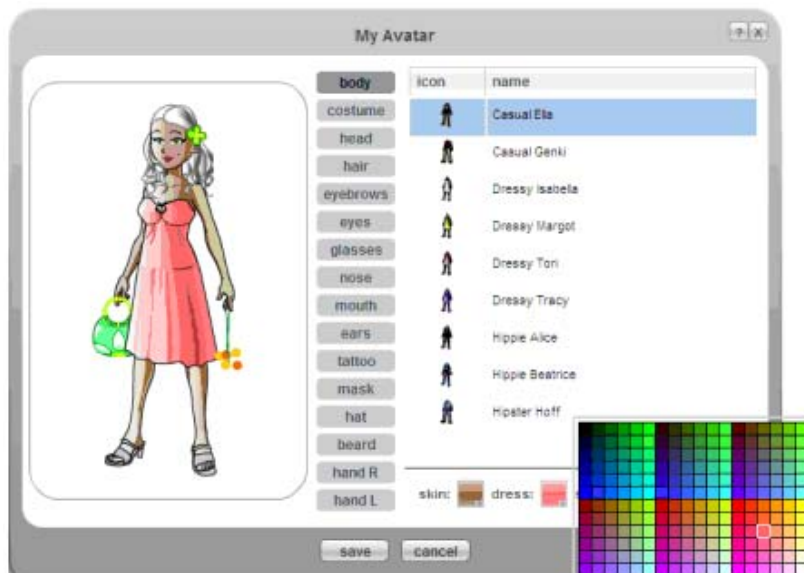 My Avatar
? X
body
costume
head
hair
eyebrows
eyes
glasses
nose
mouth
ears
tattoo
mask
hat
beard
hand R
hand L
icon name
Casual Ella
Casual Genki
Dressy Isabella
Dressy Margot
Dressy Tori
Dressy Tracy
Hippie Alice
Hippie Beatrice
Hipster Hoff
skin: dress:
save cancel